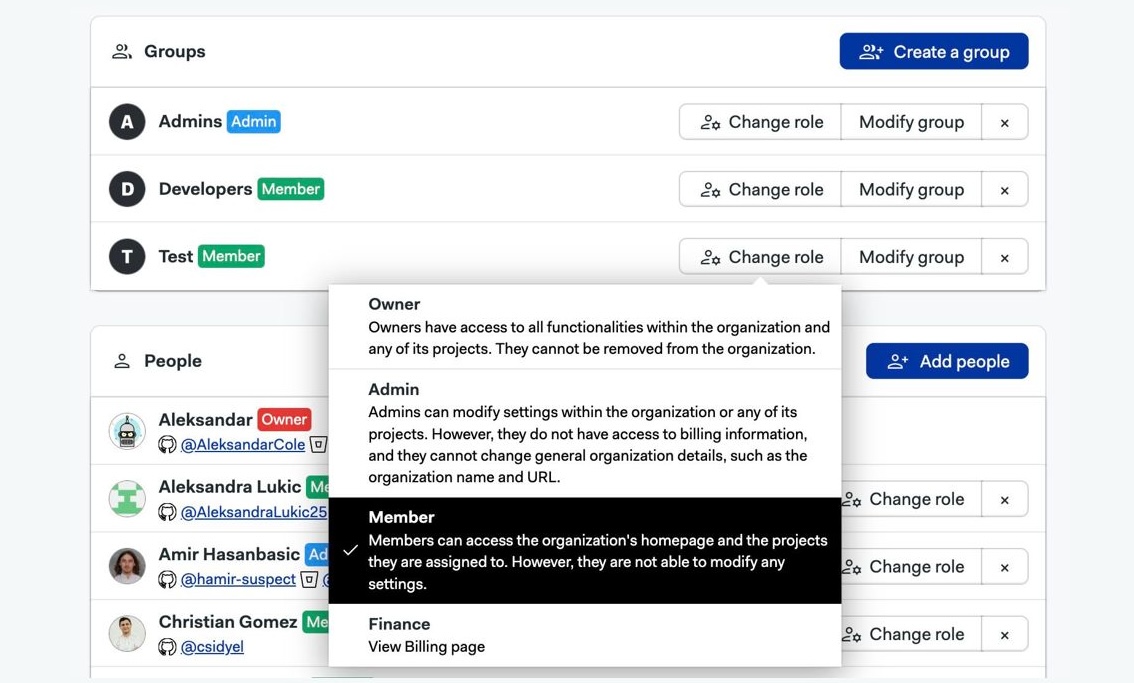 Groups
Create a group
A Admins Admin
Change role Modify group ×
D Developers Member
Change role Modify group ×
T Test Member
Change role Modify group ×
Owner
Owners have access to all functionalities within the organization and
any of its projects. They cannot be removed from the organization.
Admin
Admins can modify settings within the organization or any of its
projects. However, they do not have access to billing information,
and they cannot change general organization details, such as the
organization name and URL.
Member
Members can access the organization's homepage and the projects
they are assigned to. However, they are not able to modify any
settings.
Finance
View Billing page
People
Add people
Aleksandar Owner
@AleksandarCole
Aleksandra Lukic Me
@AleksandraLukic25
Change role ×
Amir Hasanbasic Ad
@hamir-suspect @
Change role ×
Christian Gomez Me
@csidyel
Change role ×